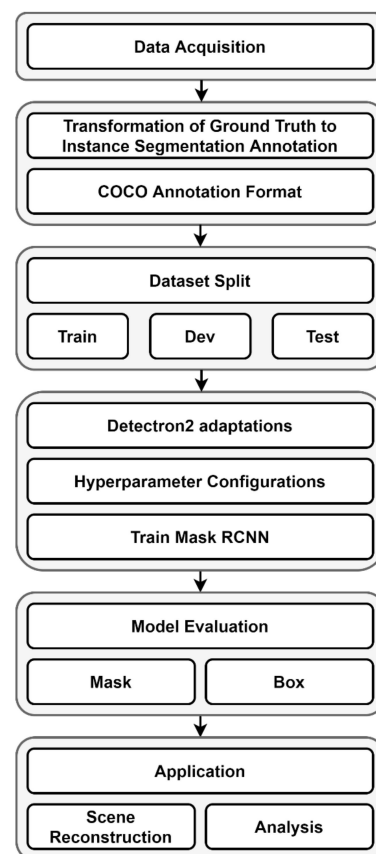 Data Acquisition
Transformation of Ground Truth to
Instance Segmentation Annotation
COCO Annotation Format
Dataset Split
Train
Dev
Test
Detectron2 adaptations
Hyperparameter Configurations
Train Mask RCNN
Model Evaluation
Mask
Box
Application
Scene
Reconstruction
Analysis